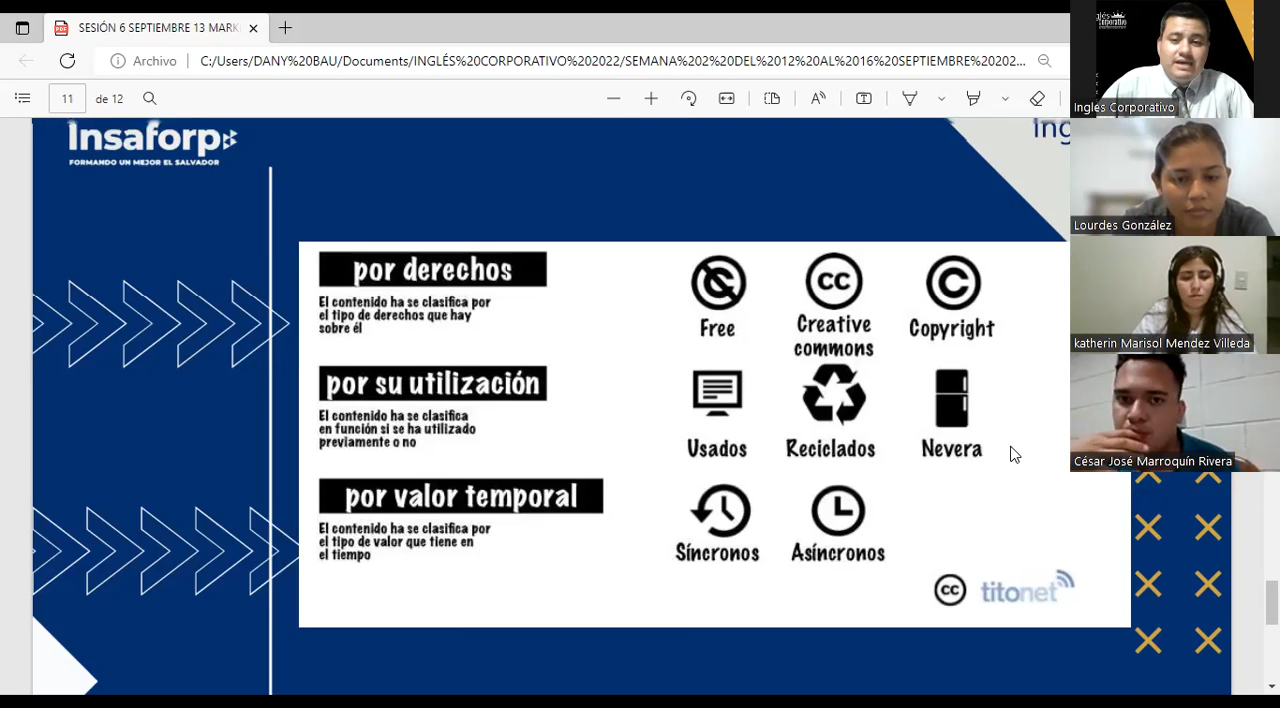 SESIÓN 6 SEPTIEMBRE 13 MARK
Archivo
C:/Users/DANY%20BAU/Documents/INGLÉS%20CORPORATIVO%202022/SEMANA%202%20DEL%2012%20AL%2016%20SEPTIEMBRE%20202...
11 de 12
Insaforp
FORMANDO UN MEJOR EL SALVADOR
Ing
por derechos
El contenido ha se clasifica por
el tipo de derechos que hay
sobre él
Free
Creative
commons
Copyright
por su utilización
El contenido ha se clasifica
en función si se ha utilizado
previamente o no
Usados
Reciclados
Nevera
por valor temporal
El contenido ha se clasifica por
el tipo de valor que tiene en
el tiempo
Síncronos
Asíncronos
cc
titonet
Ingles Corporativo
Lourdes González
katherin Marisol Mendez Villeda
César José Marroquín Rivera